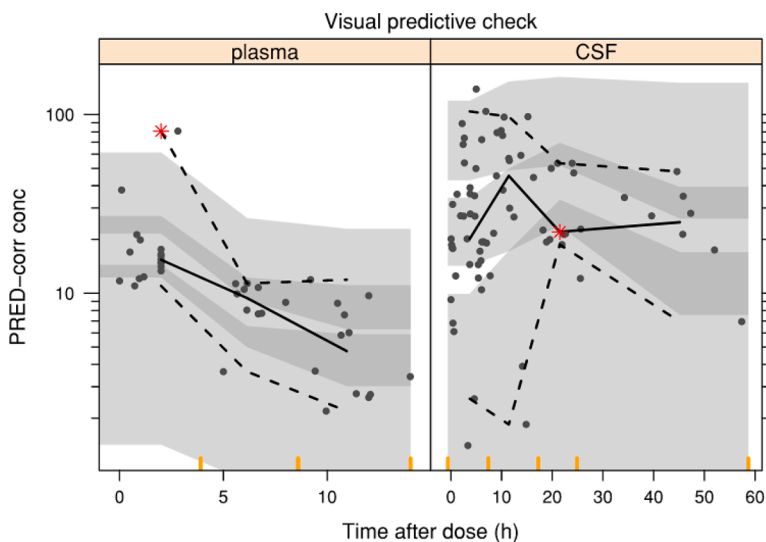 Visual predictive check
plasma CSF
100
10
PRED−corr conc
0 5 10 0 10 20 30 40 50 60
Time after dose (h)